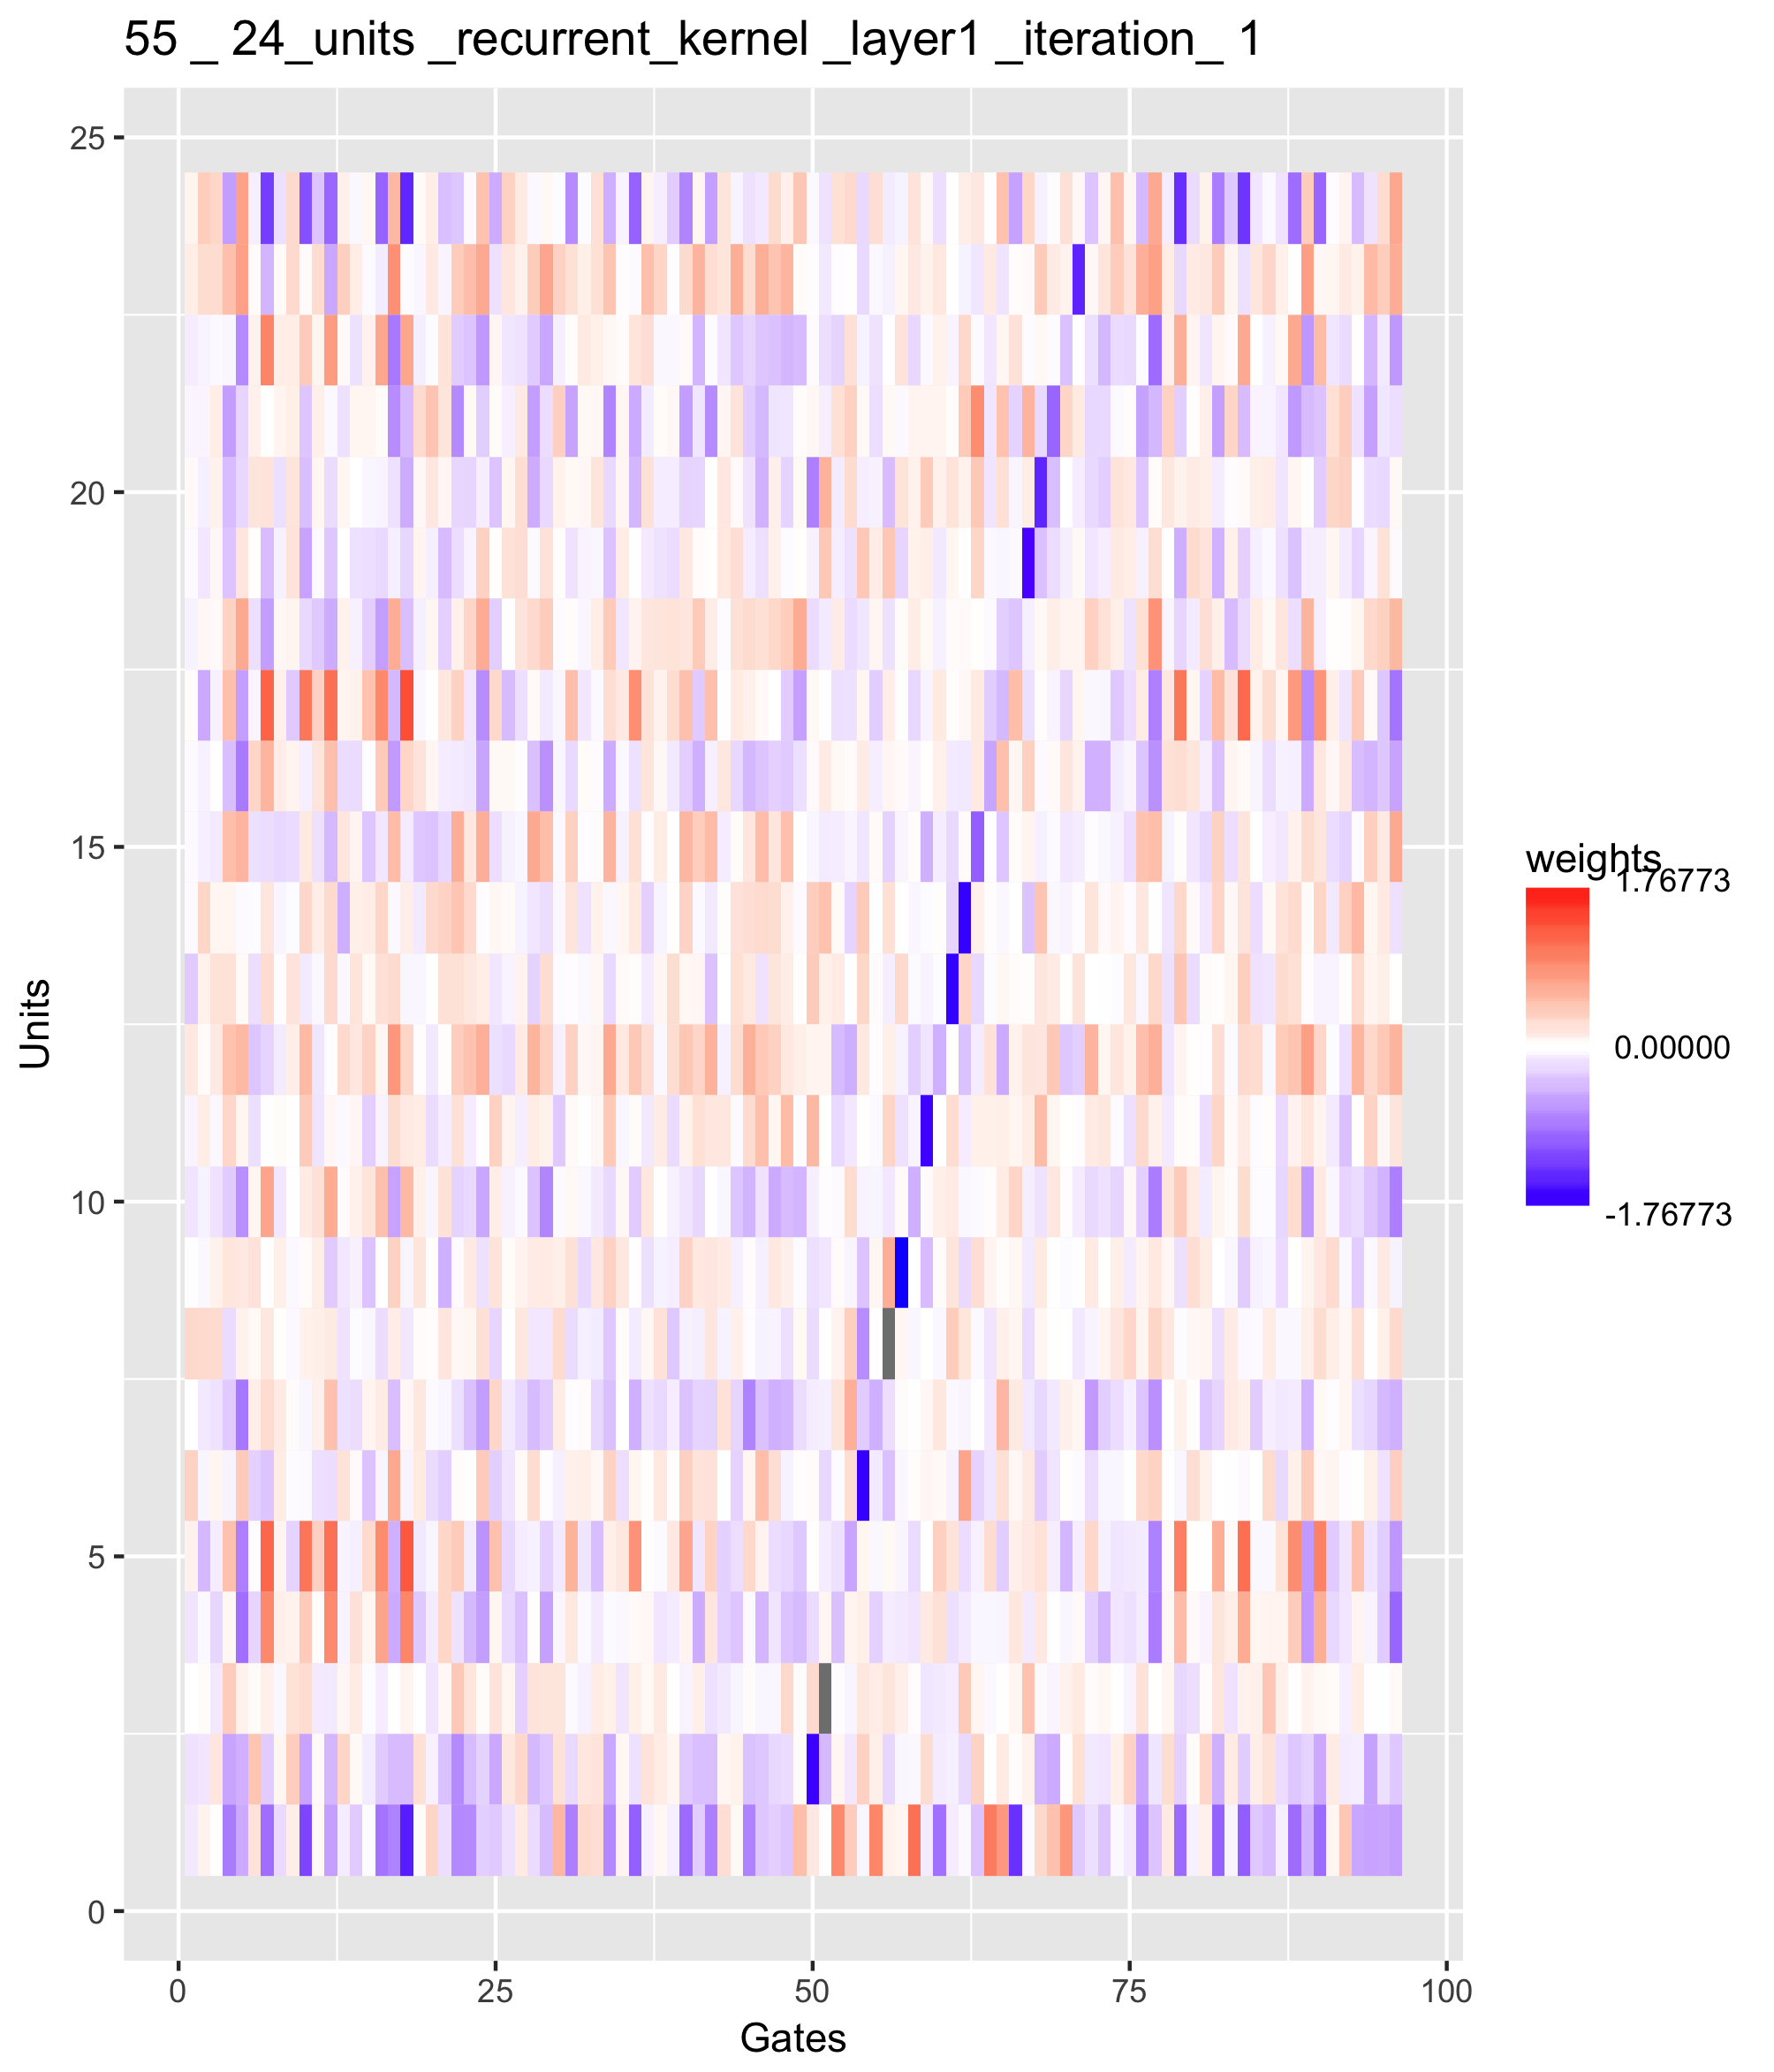 55 _ 24_units _recurrent_kernel _layer1 _iteration_ 1
25
20
15
10
5
0
Units
0 25 50 75 100
Gates
weights
1.76773
0.00000
-1.76773